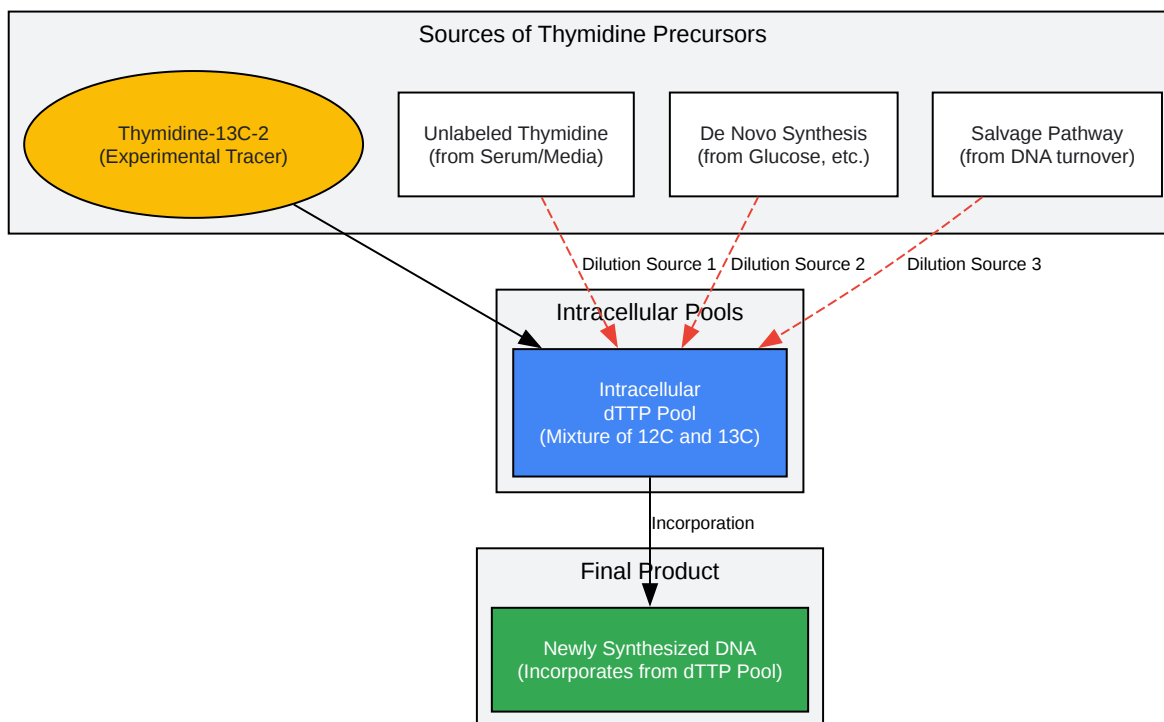 Sources of Thymidine Precursors
Thymidine-13C-2
(Experimental Tracer)
Unlabeled Thymidine
(from Serum/Media)
De Novo Synthesis
(from Glucose, etc.)
Salvage Pathway
(from DNA turnover)
Dilution Source 1
Dilution Source 2
Dilution Source 3
Intracellular Pools
Intracellular
dTTP Pool
(Mixture of 12C and 13C)
Incorporation
Final Product
Newly Synthesized DNA
(Incorporates from dTTP Pool)